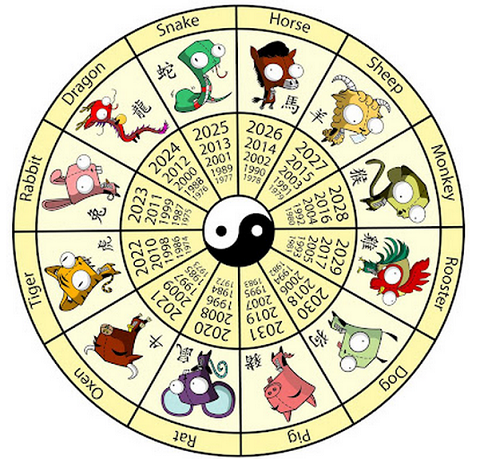 Horse
馬
2026
2014
2002
1990
1978
Sheep
羊
2027
2015
2003
1991
1979
Monkey
猴
2028
2016
2004
1992
1980
Rooster
雞
2029
2017
2005
1993
1981
Dog
狗
2030
2018
2006
1994
1982
Pig
豬
2031
2019
2007
1995
1983
Rat
鼠
2020
2008
1996
1984
1972
Oxen
牛
2021
2009
1997
1985
1973
Tiger
虎
2022
2010
1998
1986
1974
Rabbit
兔
2023
2011
1999
1987
1975
Dragon
龍
2024
2012
2000
1988
1976
Snake
蛇
2025
2013
2001
1989
1977